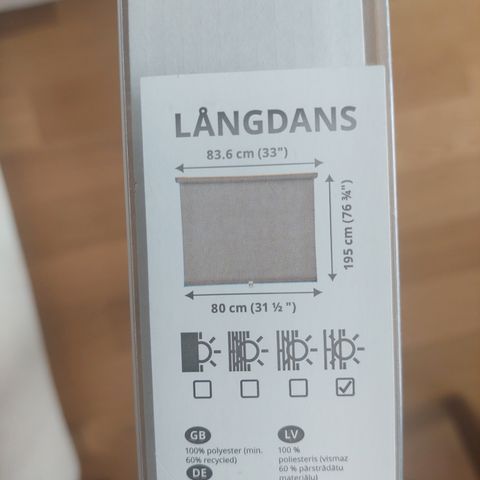 LÅNGDANS
83.6 cm (33")
195 cm (76 ¾")
80 cm (31 ½ ")
GB
100% polyester (min.
60% recycled)
DE
LV
100 %
poliesteris (vismaz
60 % pārstrādātu
materiālu)